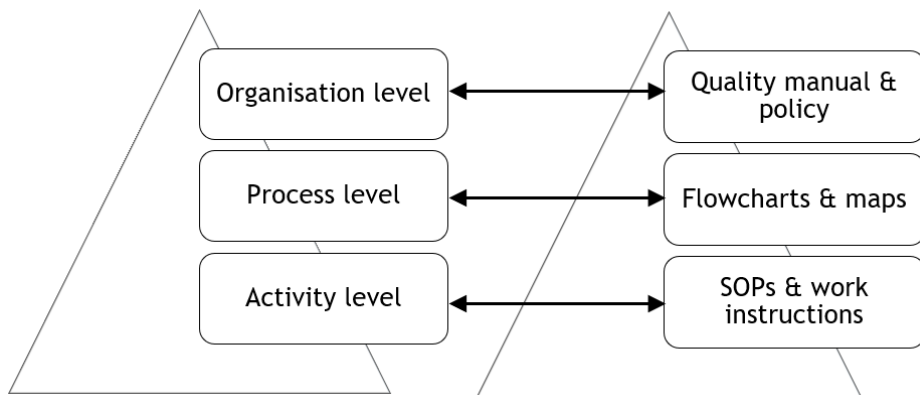 Organisation level
Quality manual &
policy
Process level
Flowcharts & maps
Activity level
SOPs & work
instructions